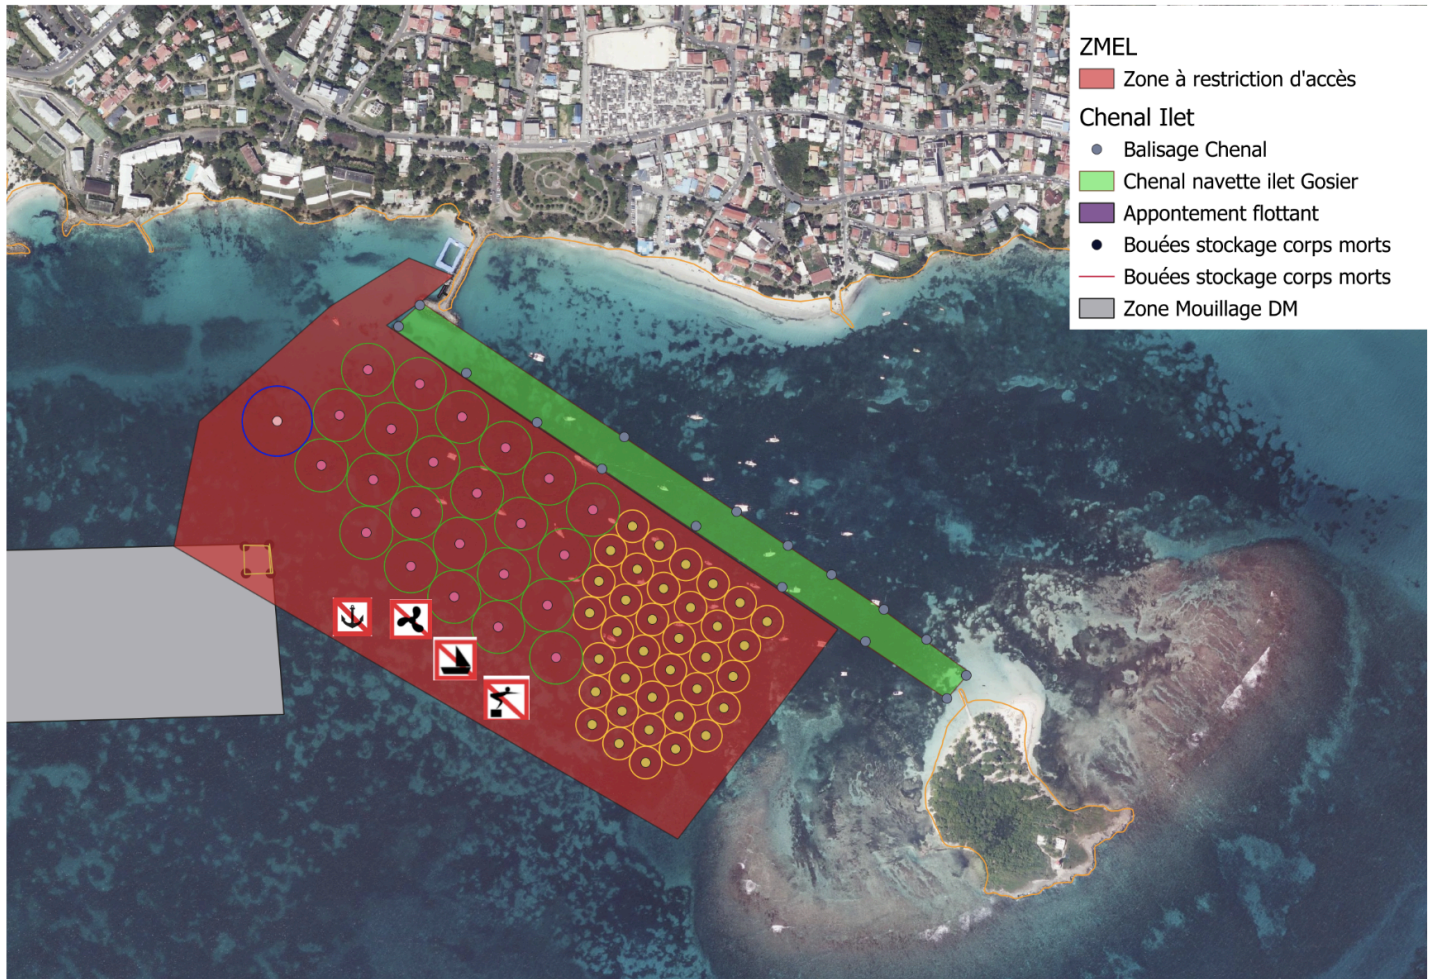 ZMEL
Zone à restriction d'accès
Chenal Ilet
Balisage Chenal
Chenal navette ilet Gosier
Appontement flottant
Bouées stockage corps morts
Bouées stockage corps morts
Zone Mouillage DM